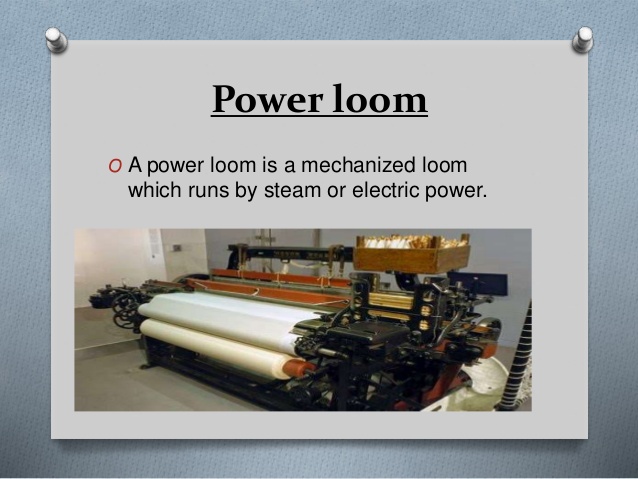 Power loom
O A power loom is a mechanized loom
which runs by steam or electric power.